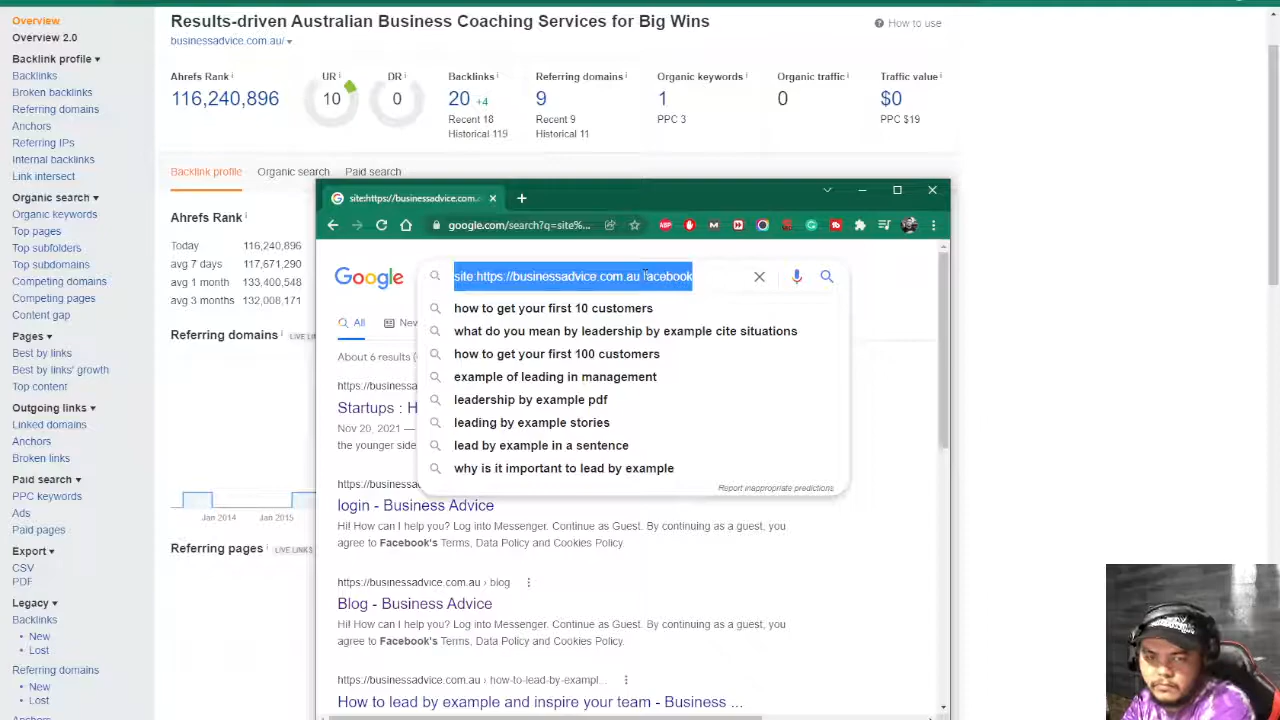 Overview
Overview 2.0
Backlink profile
Backlinks
Broken backlinks
Referring domains
Anchors
Referring IPs
Internal backlinks
Link intersect
Organic search
Organic keywords
Top pages
Top subfolders
Top subdomains
Competing domains
Competing pages
Content gap
Pages
Best by links
Best by links' growth
Top content
Outgoing links
Linked domains
Anchors
Broken links
Paid search
PPC keywords
Ads
Paid pages
Export
CSV
PDF
Legacy
Backlinks
New
Lost
Referring domains
New
Lost
Results-driven Australian Business Coaching Services for Big Wins
How to use
businessadvice.com.au/
Ahrefs Rank UR DR Backlinks Referring domains Organic keywords Organic traffic Traffic value
116,240,896 10 0 20 +4 9 1 0 $0
Recent 18 Recent 9 PPC 3 PPC $19
Historical 119 Historical 11
Backlink profile Organic search Paid search
Ahrefs Rank
Today 116,240,896
avg 7 days 117,671,290
avg 1 month 133,400,548
avg 3 months 132,008,171
Referring domains LIVE LIN
Jan 2014 Jan 2015
Referring pages LIVE LINKS
site:https://businessadvice.com.
google.com/search?q=site%...
ABP
Google
site:https://businessadvice.com.au facebook
how to get your first 10 customers
what do you mean by leadership by example cite situations
how to get your first 100 customers
example of leading in management
leadership by example pdf
leading by example stories
lead by example in a sentence
why is it important to lead by example
Report inappropriate predictions
All New
About 6 results (
https://businessa
Startups : H
Nov 20, 2021 —
the younger side
https://busines
login - Business Advice
Hi! How can I help you? Log into Messenger. Continue as Guest. By continuing as a guest, you
agree to Facebook's Terms, Data Policy and Cookies Policy.
https://businessadvice.com.au › blog
Blog - Business Advice
Hi! How can I help you? Log into Messenger. Continue as Guest. By continuing as a guest, you
agree to Facebook's Terms, Data Policy and Cookies Policy.
https://businessadvice.com.au › how-to-lead-by-exampl...
How to lead by example and inspire your team - Business ...